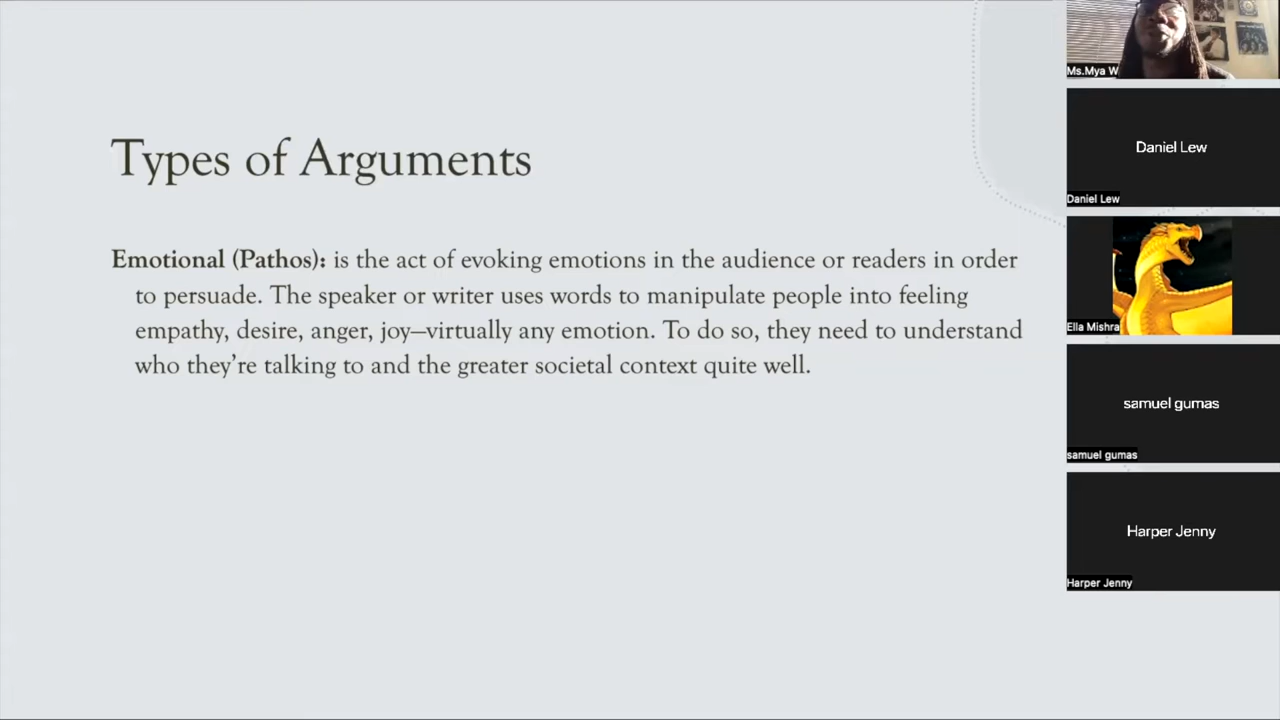 Types of Arguments
Emotional (Pathos): is the act of evoking emotions in the audience or readers in order
to persuade. The speaker or writer uses words to manipulate people into feeling
empathy, desire, anger, joy—virtually any emotion. To do so, they need to understand
who they’re talking to and the greater societal context quite well.
Ms.Mya W
Daniel Lew
Daniel Lew
Ella Mishra
samuel gumas
samuel gumas
Harper Jenny
Harper Jenny